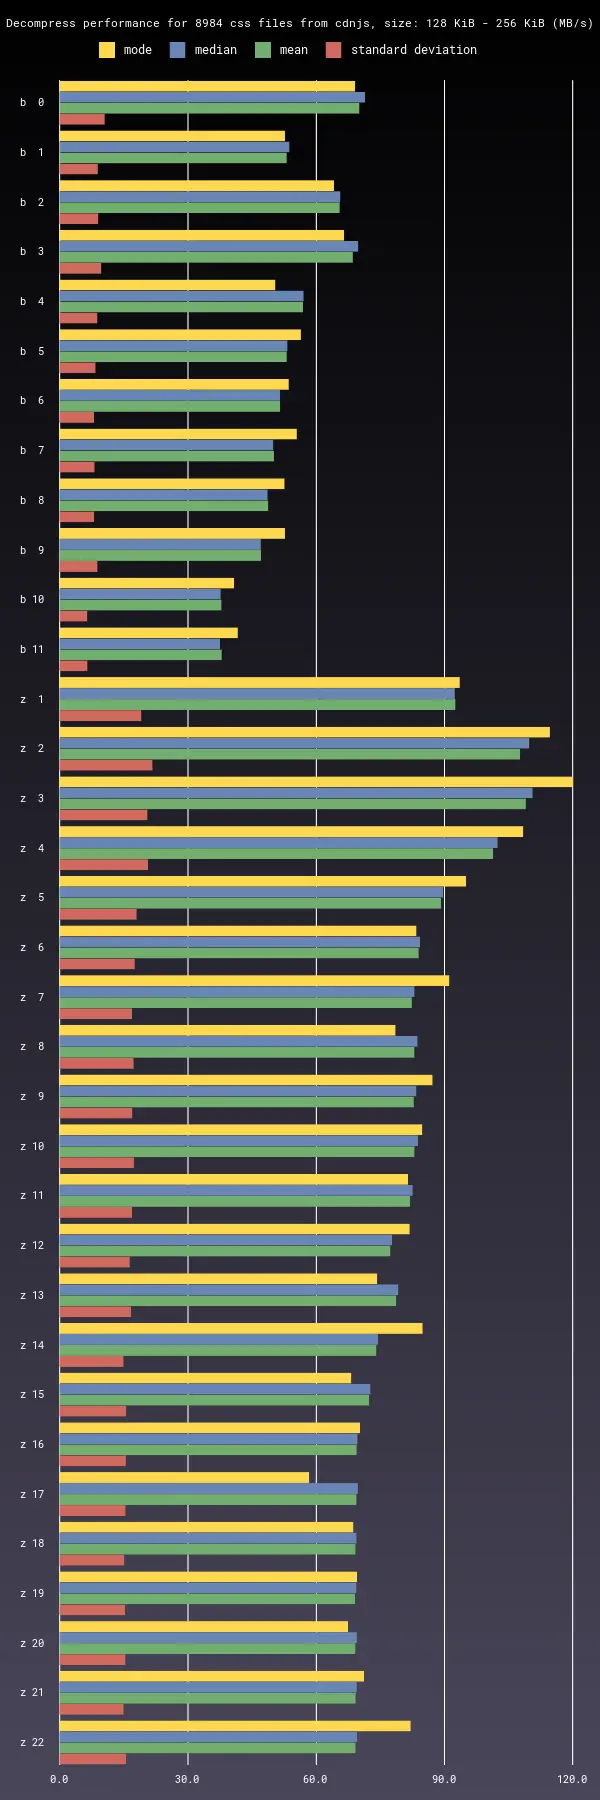 Decompress performance for 8984 css files from cdnjs, size: 128 KiB - 256 KiB (MB/s)
mode median mean standard deviation
b 0
b 1
b 2
b 3
b 4
b 5
b 6
b 7
b 8
b 9
b 10
b 11
z 1
z 2
z 3
z 4
z 5
z 6
z 7
z 8
z 9
z 10
z 11
z 12
z 13
z 14
z 15
z 16
z 17
z 18
z 19
z 20
z 21
z 22
0.0 30.0 60.0 90.0 120.0